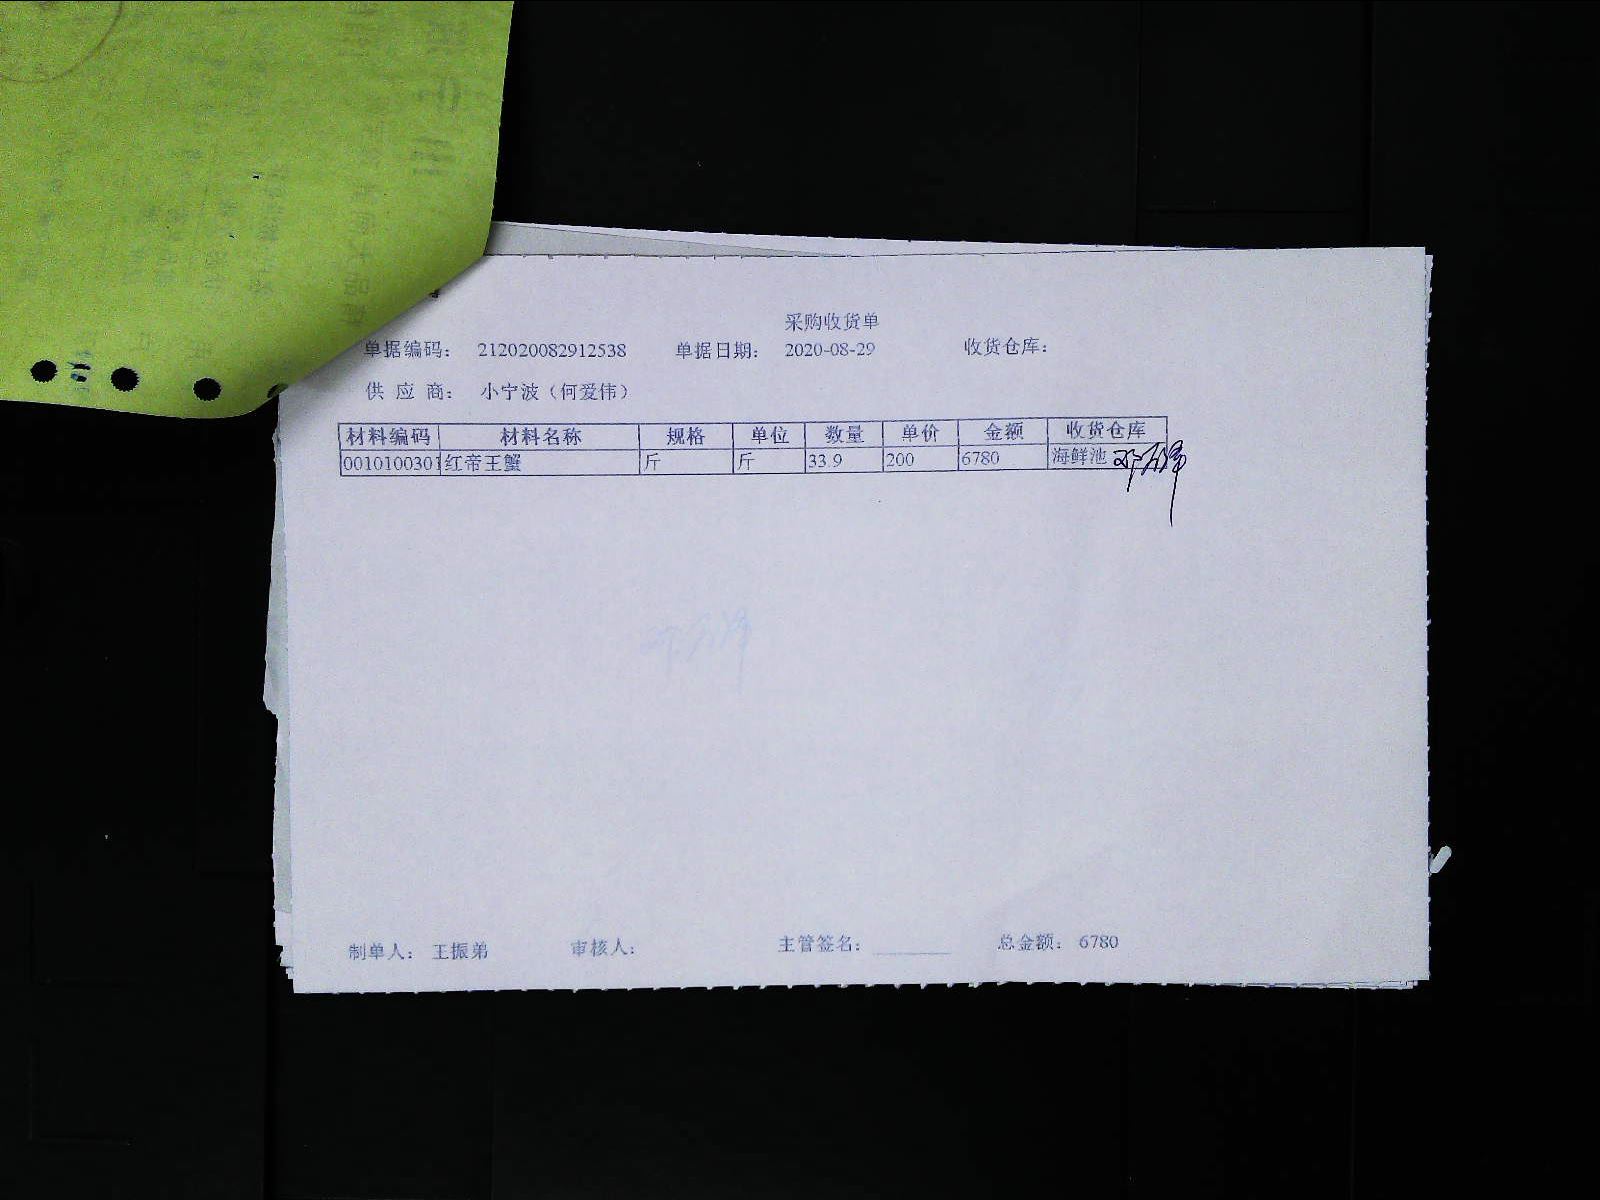 采购收货单
单据编码： 212020082912538 单据日期： 2020-08-29 收货仓库：
供 应 商： 小宁波（何爱伟）
材料编码 材料名称 规格 单位 数量 单价 金额 收货仓库
0010100301 红帝王蟹 斤 斤 33.9 200 6780 海鲜池
制单人： 王振弟 审核人： 主管签名： 总金额： 6780